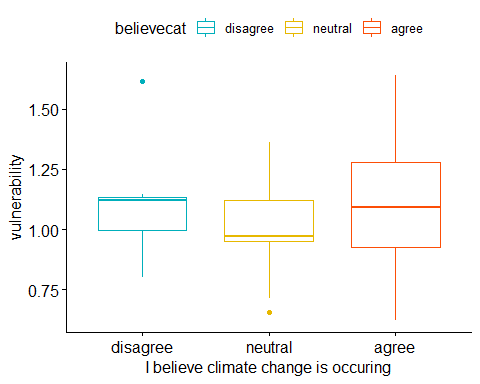 believecat disagree neutral agree
1.50
1.25
1.00
0.75
vulnerability
disagree neutral agree
I believe climate change is occuring